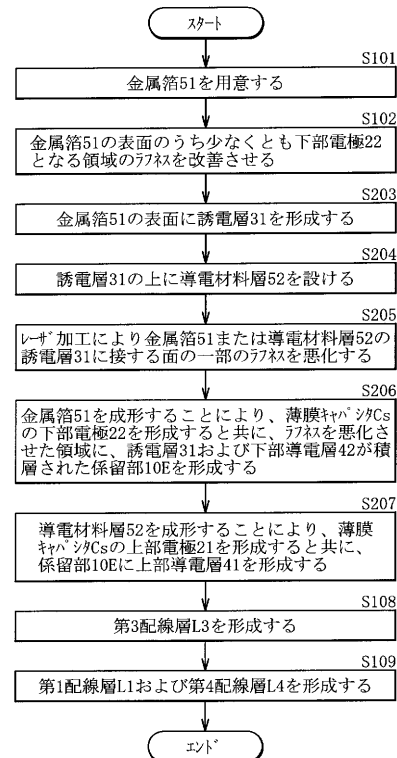 スタート
S101
金属箔51を用意する
S102
金属箔51の表面のうち少なくとも下部電極22
となる領域のラフネスを改善させる
S203
金属箔51の表面に誘電層31を形成する
S204
誘電層31の上に導電材料層52を設ける
S205
レーザ加工により金属箔51または導電材料層52の
誘電層31に接する面の一部のラフネスを悪化する
S206
金属箔51を成形することにより、薄膜キャパシタCs
の下部電極22を形成すると共に、ラフネスを悪化さ
せた領域に、誘電層31および下部導電層42が積
層された係留部10Eを形成する
S207
導電材料層52を成形することにより、薄膜
キャパシタCsの上部電極21を形成すると共に、
係留部10Eに上部導電層41を形成する
S108
第3配線層L3を形成する
S109
第1配線層L1および第4配線層L4を形成する
エンド